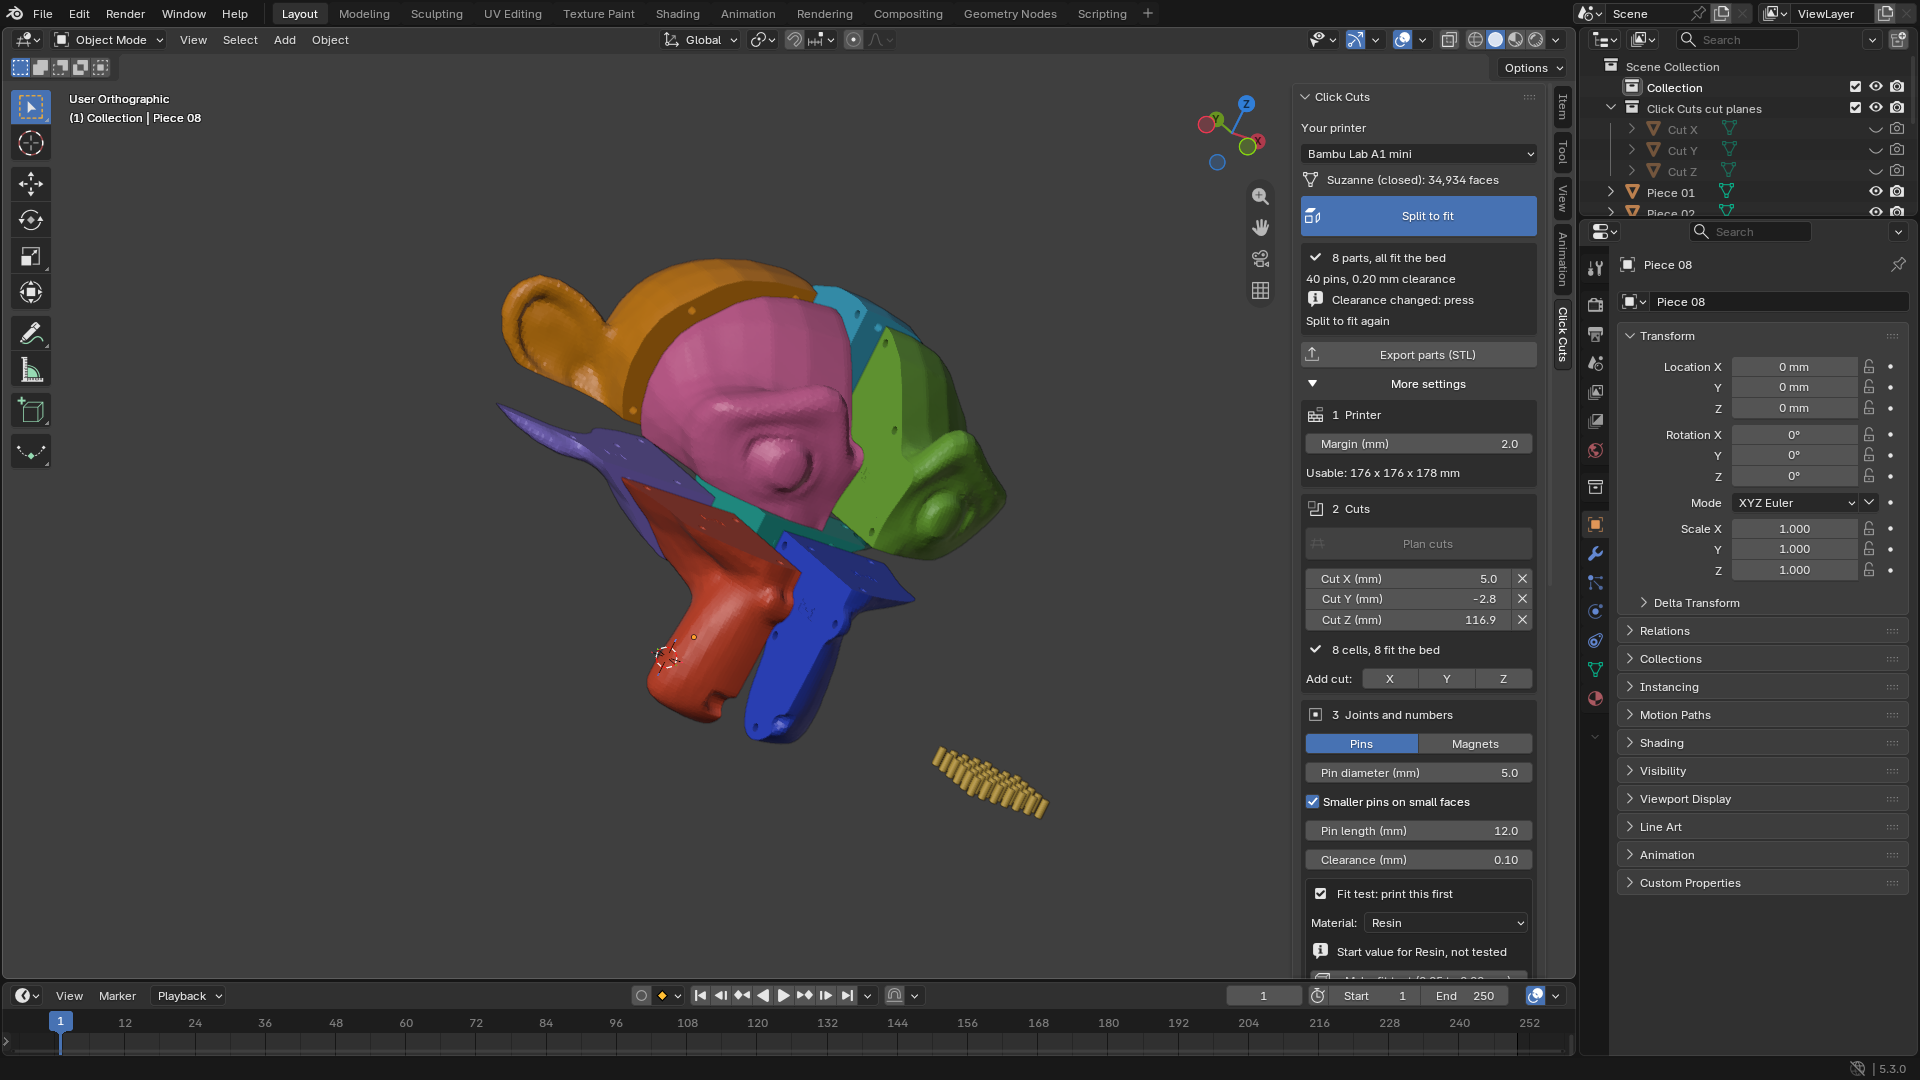 File Edit Render Window Help Layout Modeling Sculpting UV Editing Texture Paint Shading Animation Rendering Compositing Geometry Nodes Scripting + Scene ViewLayer
Object Mode View Select Add Object Global Search
Options
User Orthographic
(1) Collection | Piece 08
Z
Y
X
Click Cuts
Your printer
Bambu Lab A1 mini
Suzanne (closed): 34,934 faces
Split to fit
8 parts, all fit the bed
40 pins, 0.20 mm clearance
Clearance changed: press
Split to fit again
Export parts (STL)
More settings
1 Printer
Margin (mm) 2.0
Usable: 176 x 176 x 178 mm
2 Cuts
Plan cuts
Cut X (mm) 5.0
Cut Y (mm) -2.8
Cut Z (mm) 116.9
8 cells, 8 fit the bed
Add cut: X Y Z
3 Joints and numbers
Pins Magnets
Pin diameter (mm) 5.0
Smaller pins on small faces
Pin length (mm) 12.0
Clearance (mm) 0.10
Fit test: print this first
Material: Resin
Start value for Resin, not tested
Item
Tool
View
Animation
Click Cuts
Scene Collection
Collection
Click Cuts cut planes
Cut X
Cut Y
Cut Z
Piece 01
Piece 02
Search
Piece 08
Piece 08
Transform
Location X 0 mm
Y 0 mm
Z 0 mm
Rotation X 0°
Y 0°
Z 0°
Mode XYZ Euler
Scale X 1.000
Y 1.000
Z 1.000
Delta Transform
Relations
Collections
Instancing
Motion Paths
Shading
Visibility
Viewport Display
Line Art
Animation
Custom Properties
View Marker Playback 1 Start 1 End 250
1 12 24 36 48 60 72 84 96 108 120 132 144 156 168 180 192 204 216 228 240 252
5.3.0